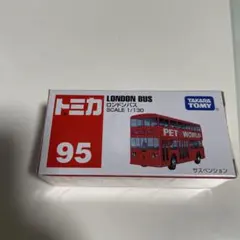 トミカ
LONDON BUS
ロンドンバス
SCALE 1/130
TAKARA
TOMY
95
PET WORLD
サスペンション